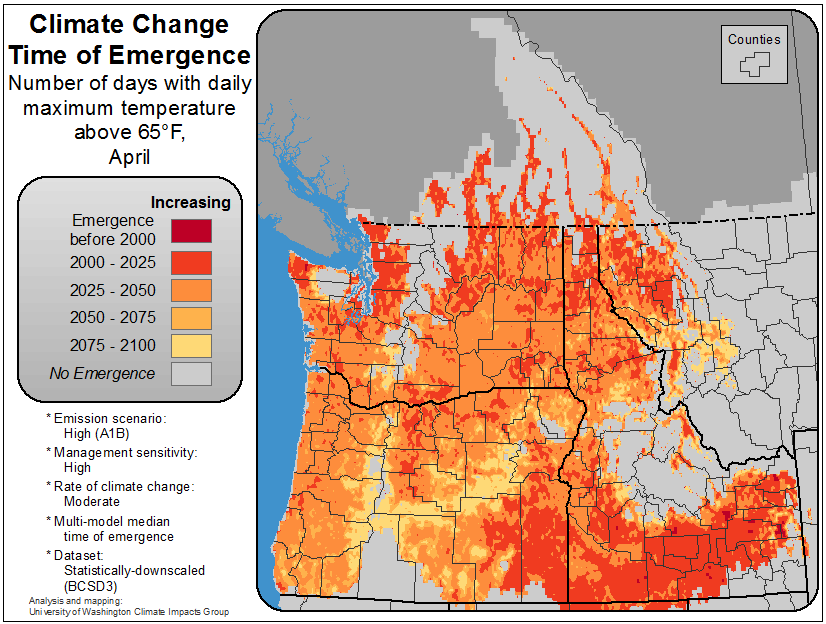 Climate Change
Time of Emergence
Number of days with daily
maximum temperature
above 65°F,
April
Increasing
Emergence
before 2000
2000 - 2025
2025 - 2050
2050 - 2075
2075 - 2100
No Emergence
* Emission scenario:
High (A1B)
* Management sensitivity:
High
* Rate of climate change:
Moderate
* Multi-model median
time of emergence
* Dataset:
Statistically-downscaled
(BCSD3)
Analysis and mapping:
University of Washington Climate Impacts Group
Counties